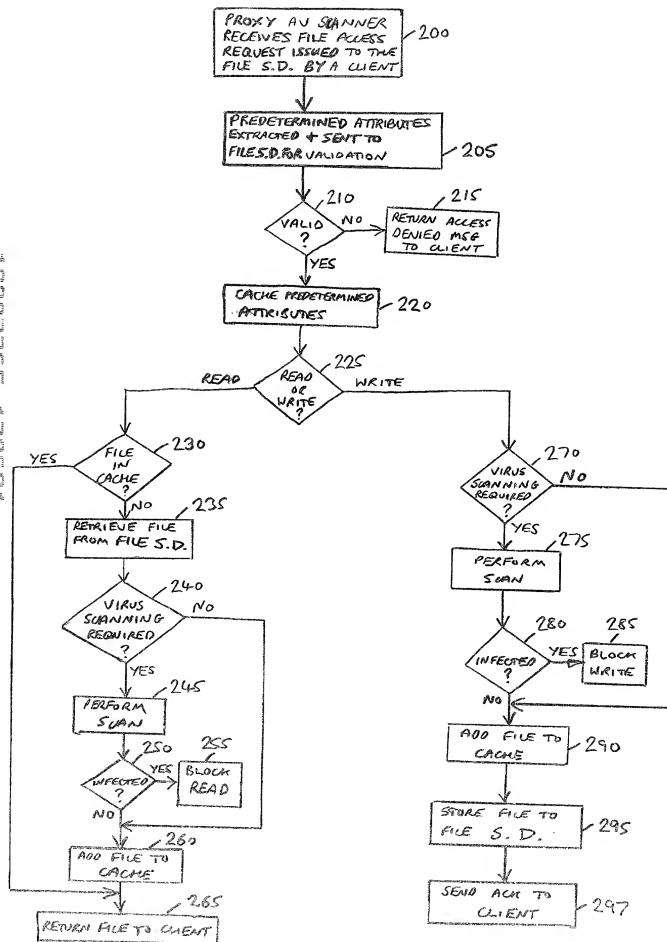 PROXY AV SCANNER
RECEIVES FILE ACCESS
REQUEST ISSUED TO THE
FILE S.D. BY A CLIENT
200
PREDETERMINED ATTRIBUTES
EXTRACTED + SENT TO
FILE S.D. FOR VALIDATION
205
210
VALID
?
NO
YES
215
RETURN ACCESS
DENIED MSG
TO CLIENT
CACHE PREDETERMINED
ATTRIBUTES
220
225
READ
OR
WRITE
?
READ
WRITE
230
FILE
IN
CACHE
?
YES
NO
235
RETRIEVE FILE
FROM FILE S.D.
240
VIRUS
SCANNING
REQUIRED
?
NO
YES
245
PERFORM
SCAN
250
INFECTED
?
YES
NO
255
BLOCK
READ
260
ADD FILE TO
CACHE
265
RETURN FILE TO CLIENT
270
VIRUS
SCANNING
REQUIRED
?
NO
YES
275
PERFORM
SCAN
280
INFECTED
?
YES
NO
285
BLOCK
WRITE
ADD FILE TO
CACHE
290
STORE FILE TO
FILE S.D.
295
SEND ACK TO
CLIENT
297